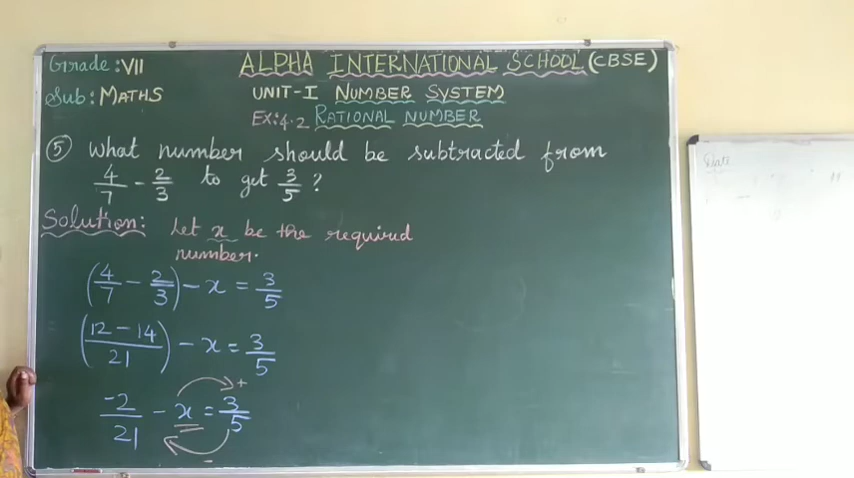 Grade : VII
Sub : MATHS
ALPHA INTERNATIONAL SCHOOL (CBSE)
UNIT-I NUMBER SYSTEM
Ex: 4.2 RATIONAL NUMBER
5 What number should be subtracted from
4/7 - 2/3 to get 3/5 ?
Solution: Let x be the required
number.
(4/7 - 2/3) - x = 3/5
(12 - 14 / 21) - x = 3/5
-2/21 - x = 3/5
+
-
Date